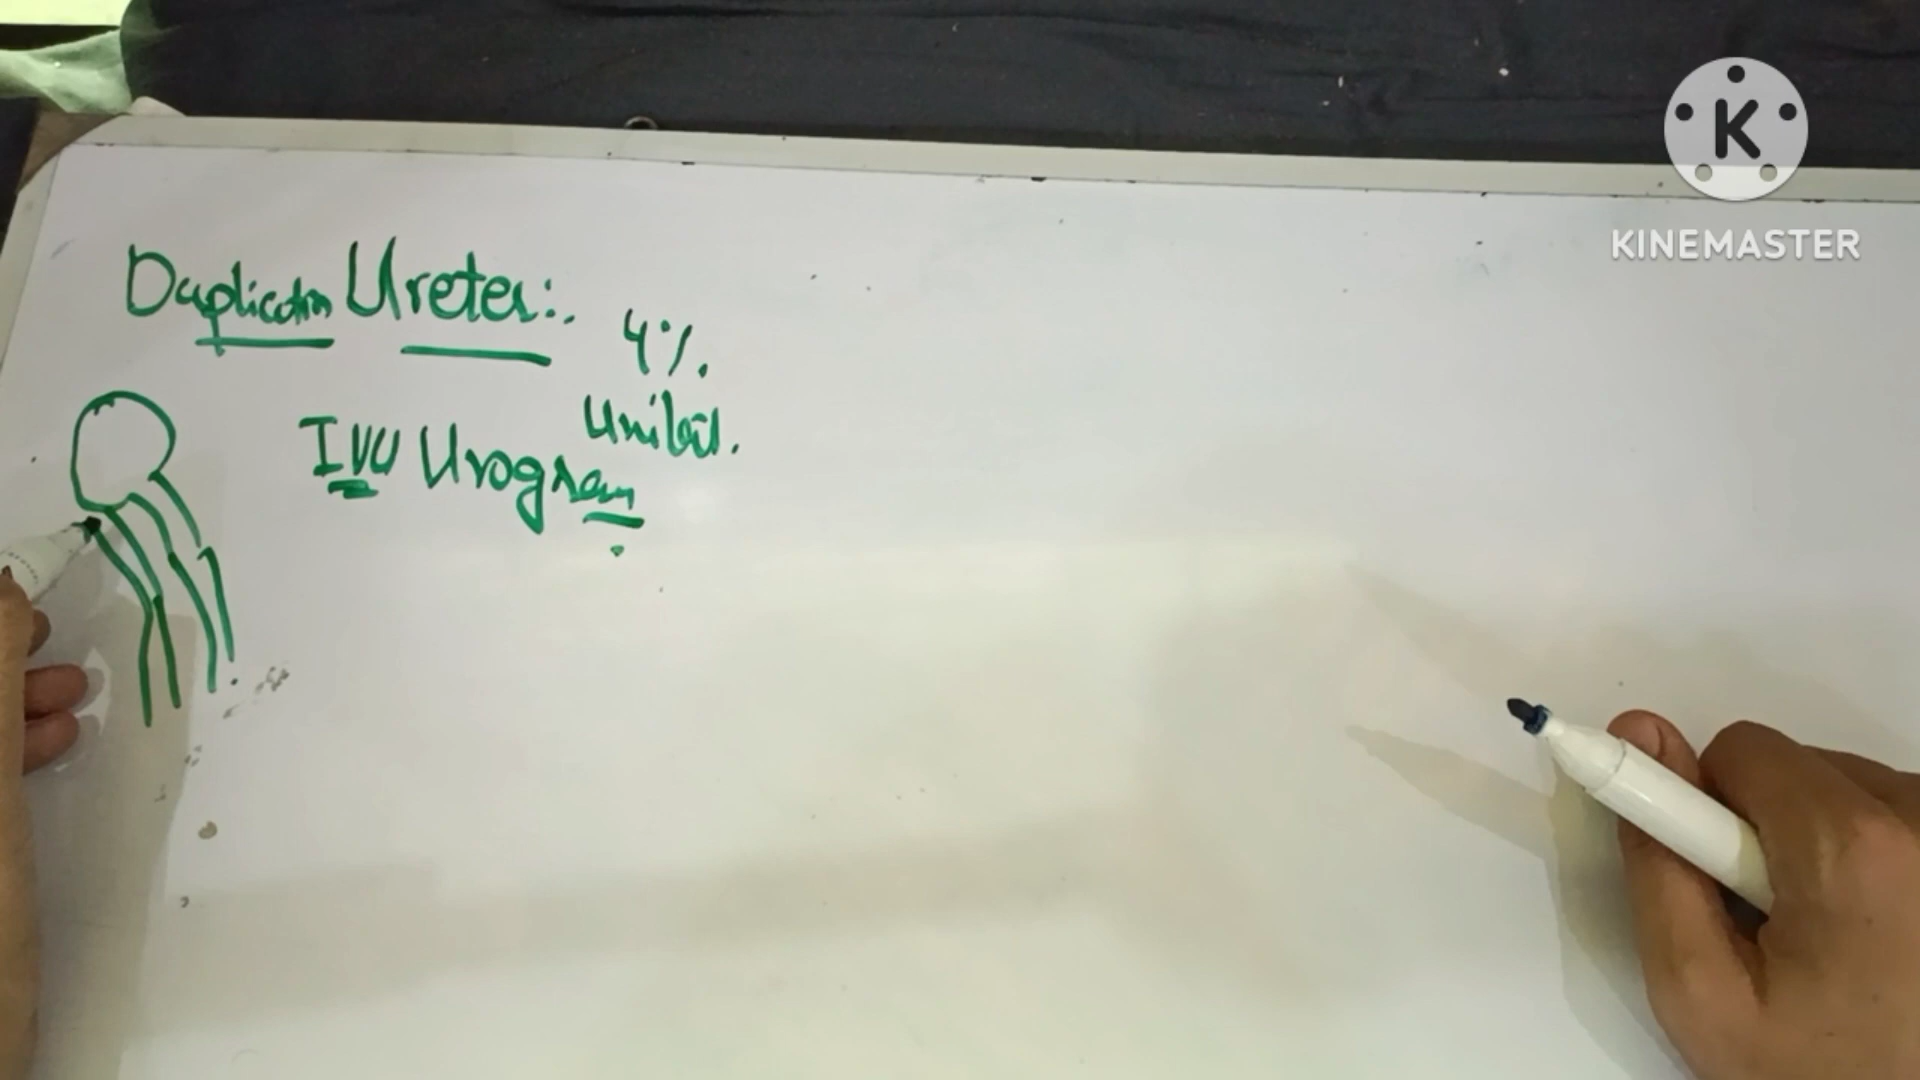 Duplication Ureter:.
4%.
Unilat.
IVU Urogram
K
KINEMASTER